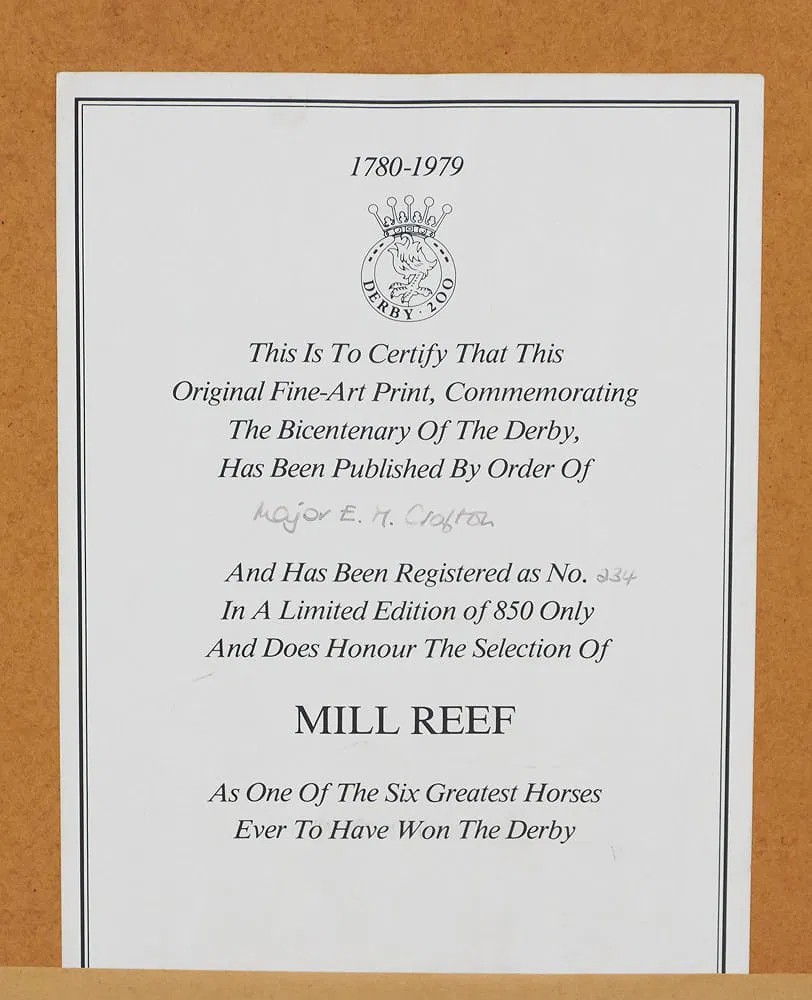 1780-1979
DERBY · 200
This Is To Certify That This
Original Fine-Art Print, Commemorating
The Bicentenary Of The Derby,
Has Been Published By Order Of
Major E. M. Crofton
And Has Been Registered as No. 234
In A Limited Edition of 850 Only
And Does Honour The Selection Of
MILL REEF
As One Of The Six Greatest Horses
Ever To Have Won The Derby